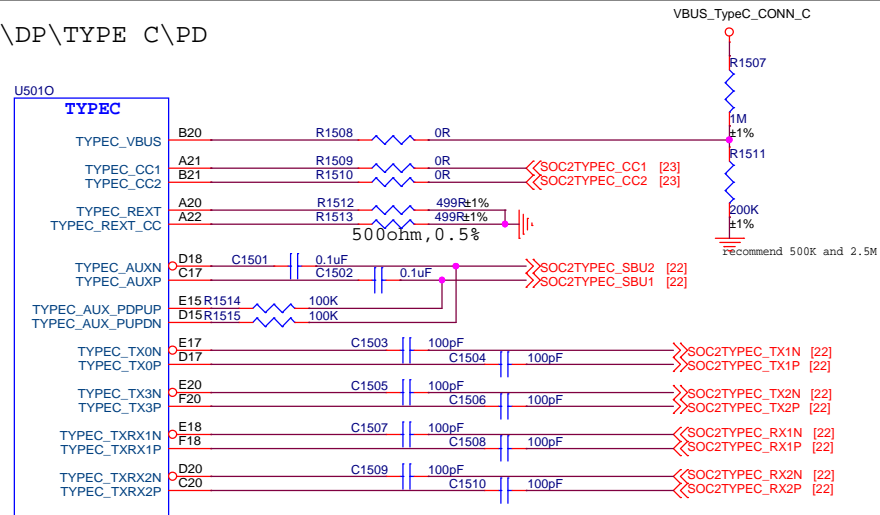 VBUS_TypeC_CONN_C
\DP\TYPE C\PD
R1507
1M
±1%
U501O
TYPEC
TYPEC_VBUS B20 R1508 0R
R1511
200K
±1%
recommend 500K and 2.5M
TYPEC_CC1 A21 R1509 0R SOC2TYPEC_CC1 [23]
TYPEC_CC2 B21 R1510 0R SOC2TYPEC_CC2 [23]
TYPEC_REXT A20 R1512 499R±1%
TYPEC_REXT_CC A22 R1513 499R±1%
500ohm,0.5%
TYPEC_AUXN D18 C1501 0.1uF SOC2TYPEC_SBU2 [22]
TYPEC_AUXP C17 C1502 0.1uF SOC2TYPEC_SBU1 [22]
TYPEC_AUX_PDPUP E15 R1514 100K
TYPEC_AUX_PUPDN D15 R1515 100K
TYPEC_TX0N E17 C1503 100pF SOC2TYPEC_TX1N [22]
TYPEC_TX0P D17 C1504 100pF SOC2TYPEC_TX1P [22]
TYPEC_TX3N E20 C1505 100pF SOC2TYPEC_TX2N [22]
TYPEC_TX3P F20 C1506 100pF SOC2TYPEC_TX2P [22]
TYPEC_TXRX1N E18 C1507 100pF SOC2TYPEC_RX1N [22]
TYPEC_TXRX1P F18 C1508 100pF SOC2TYPEC_RX1P [22]
TYPEC_TXRX2N D20 C1509 100pF SOC2TYPEC_RX2N [22]
TYPEC_TXRX2P C20 C1510 100pF SOC2TYPEC_RX2P [22]